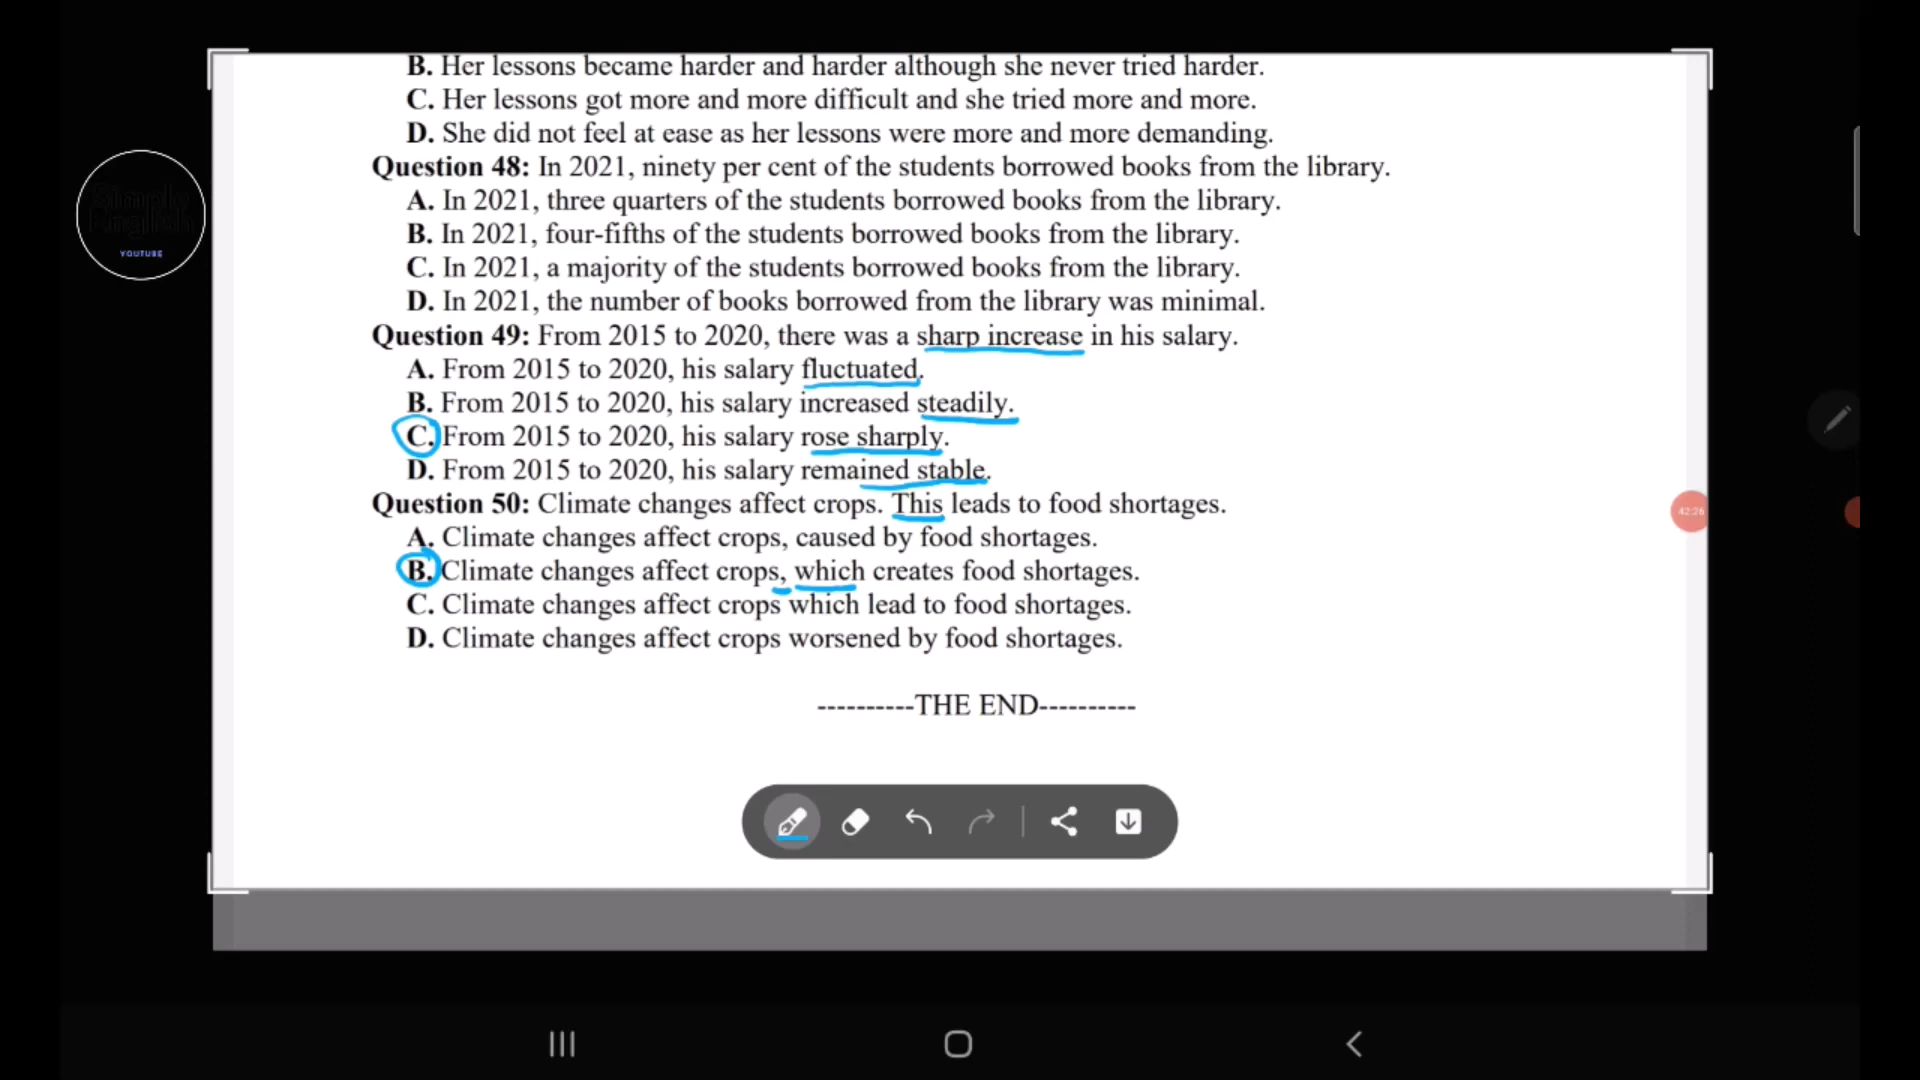 B. Her lessons became harder and harder although she never tried harder.
C. Her lessons got more and more difficult and she tried more and more.
D. She did not feel at ease as her lessons were more and more demanding.
Question 48: In 2021, ninety per cent of the students borrowed books from the library.
A. In 2021, three quarters of the students borrowed books from the library.
B. In 2021, four-fifths of the students borrowed books from the library.
C. In 2021, a majority of the students borrowed books from the library.
D. In 2021, the number of books borrowed from the library was minimal.
Question 49: From 2015 to 2020, there was a sharp increase in his salary.
A. From 2015 to 2020, his salary fluctuated.
B. From 2015 to 2020, his salary increased steadily.
C. From 2015 to 2020, his salary rose sharply.
D. From 2015 to 2020, his salary remained stable.
Question 50: Climate changes affect crops. This leads to food shortages.
A. Climate changes affect crops, caused by food shortages.
B. Climate changes affect crops, which creates food shortages.
C. Climate changes affect crops which lead to food shortages.
D. Climate changes affect crops worsened by food shortages.
----------THE END----------
Simply
English
YOUTUBE
42:26